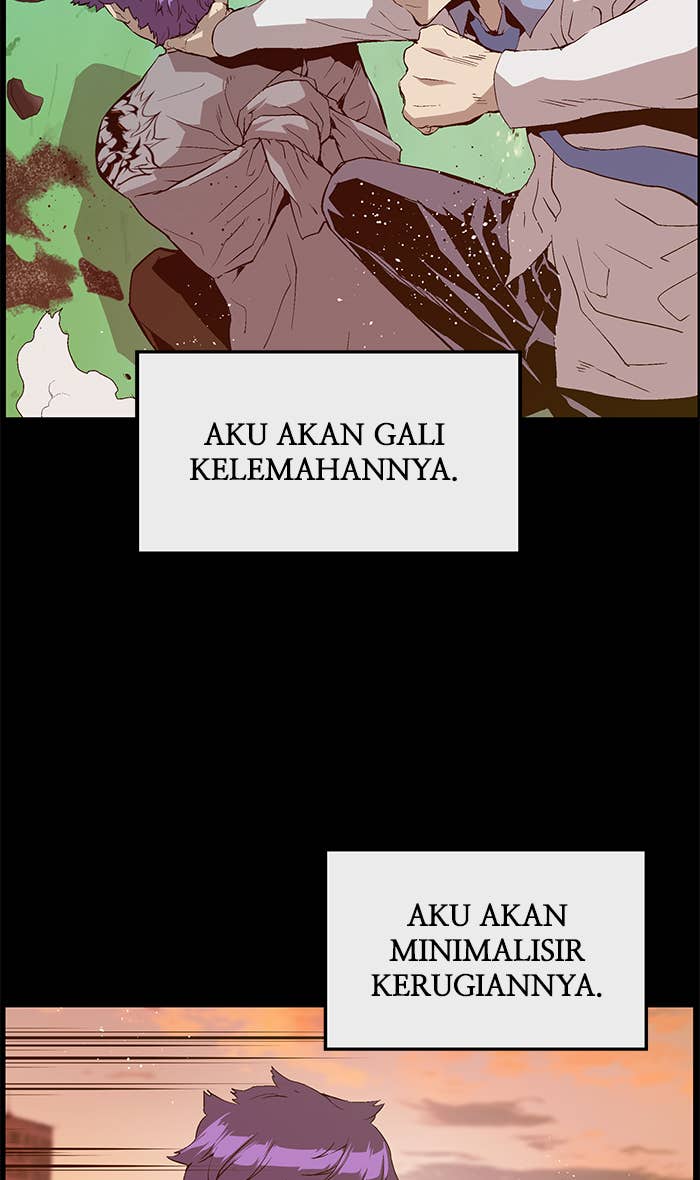 AKU AKAN GALI
KELEMAHANNYA.
AKU AKAN
MINIMALISIR
KERUGIANNYA.